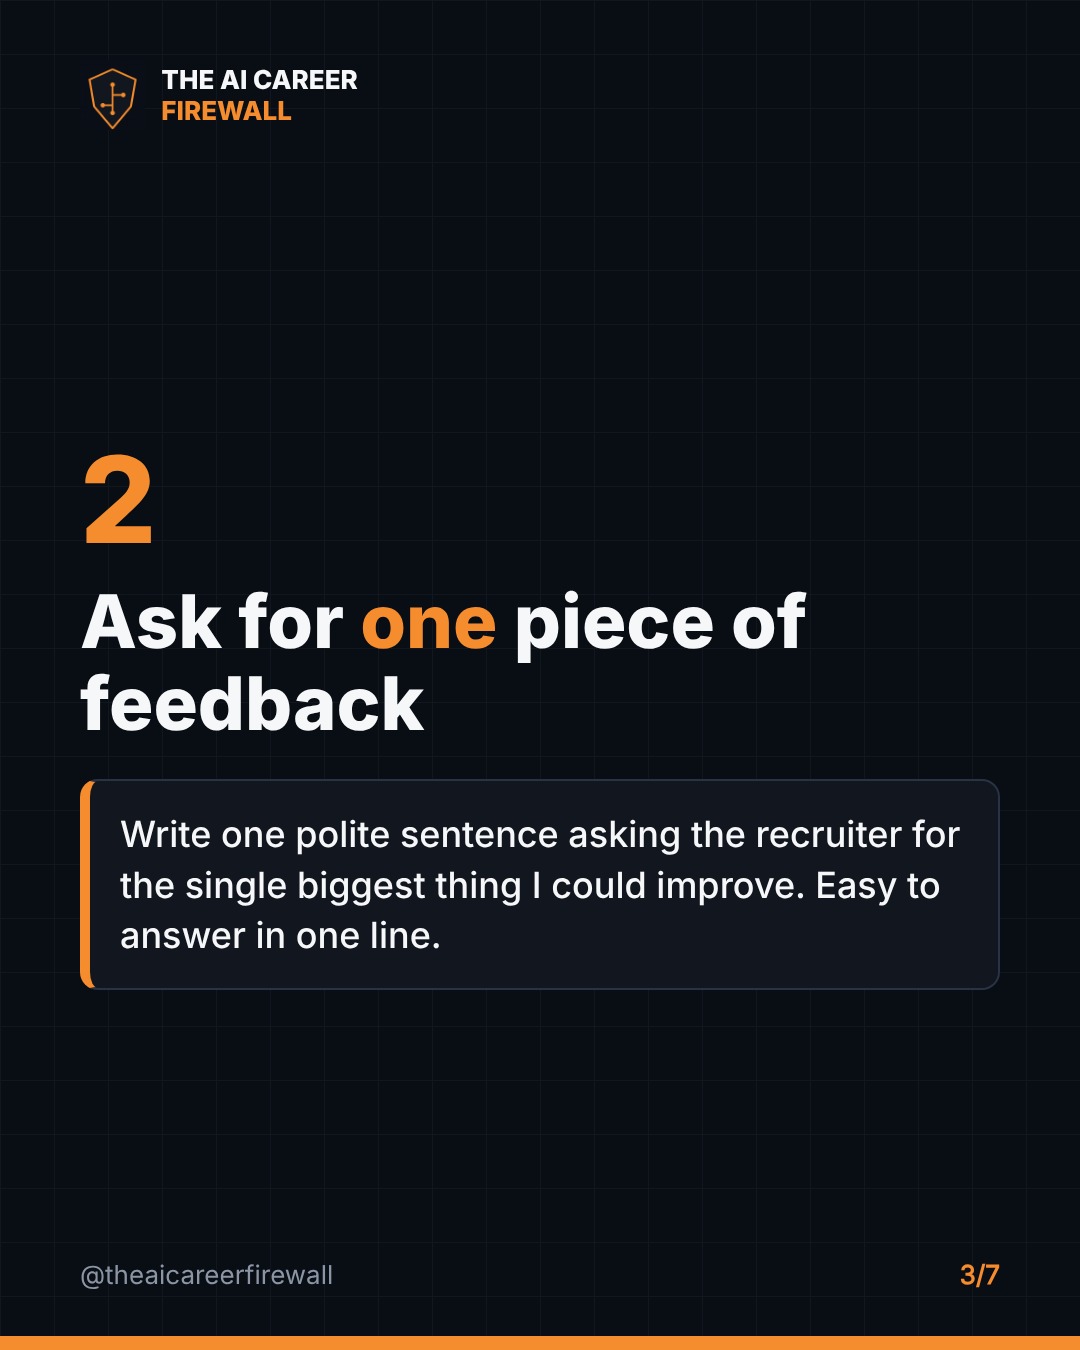 THE AI CAREER
FIREWALL
2
Ask for one piece of
feedback
Write one polite sentence asking the recruiter for
the single biggest thing I could improve. Easy to
answer in one line.
@theaicareerfirewall
3/7